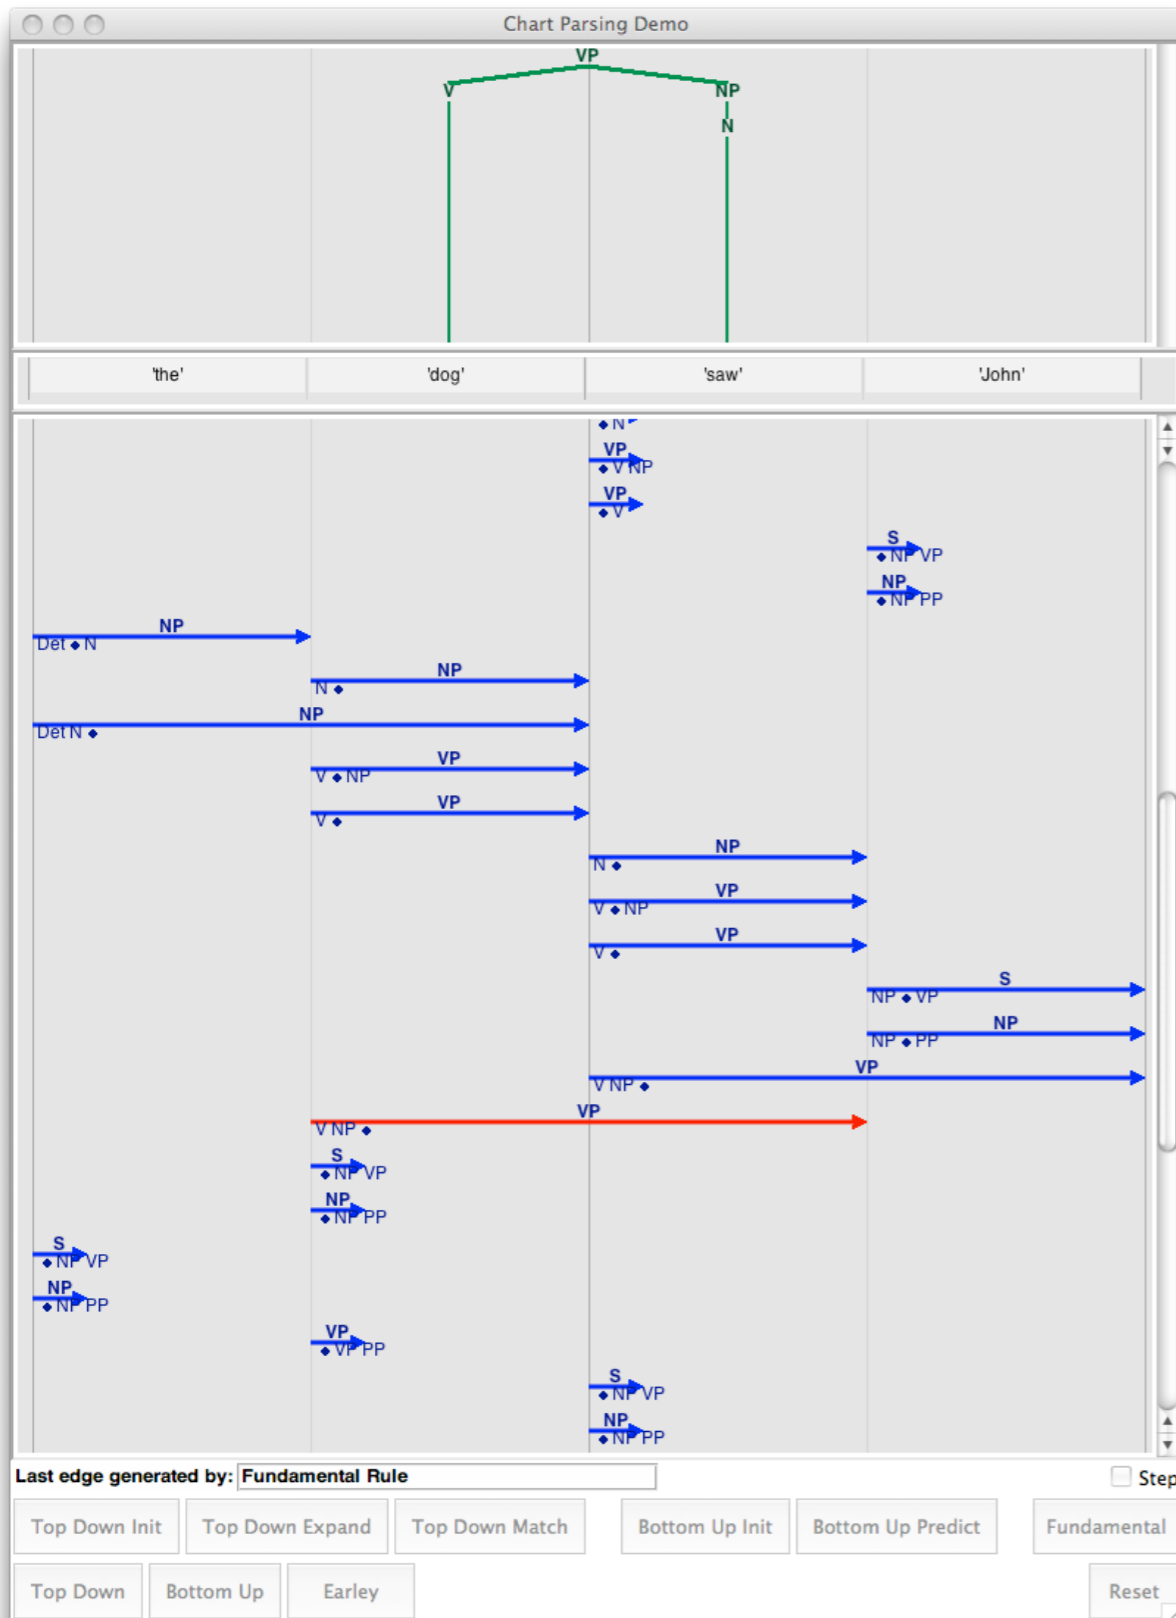 Chart Parsing Demo
VP
V NP
N
'the' 'dog' 'saw' 'John'
• N
VP
• V NP
VP
• V
S
• NP VP
NP
• NP PP
NP
Det • N
NP
N •
NP
Det N •
VP
V • NP
VP
V •
NP
N •
VP
V • NP
VP
V •
S
NP • VP
NP
NP • PP
VP
V NP •
VP
V NP •
S
• NP VP
NP
• NP PP
S
• NP VP
NP
• NP PP
VP
• VP PP
S
• NP VP
NP
• NP PP
Last edge generated by: Fundamental Rule Step
Top Down Init Top Down Expand Top Down Match Bottom Up Init Bottom Up Predict Fundamental
Top Down Bottom Up Earley Reset